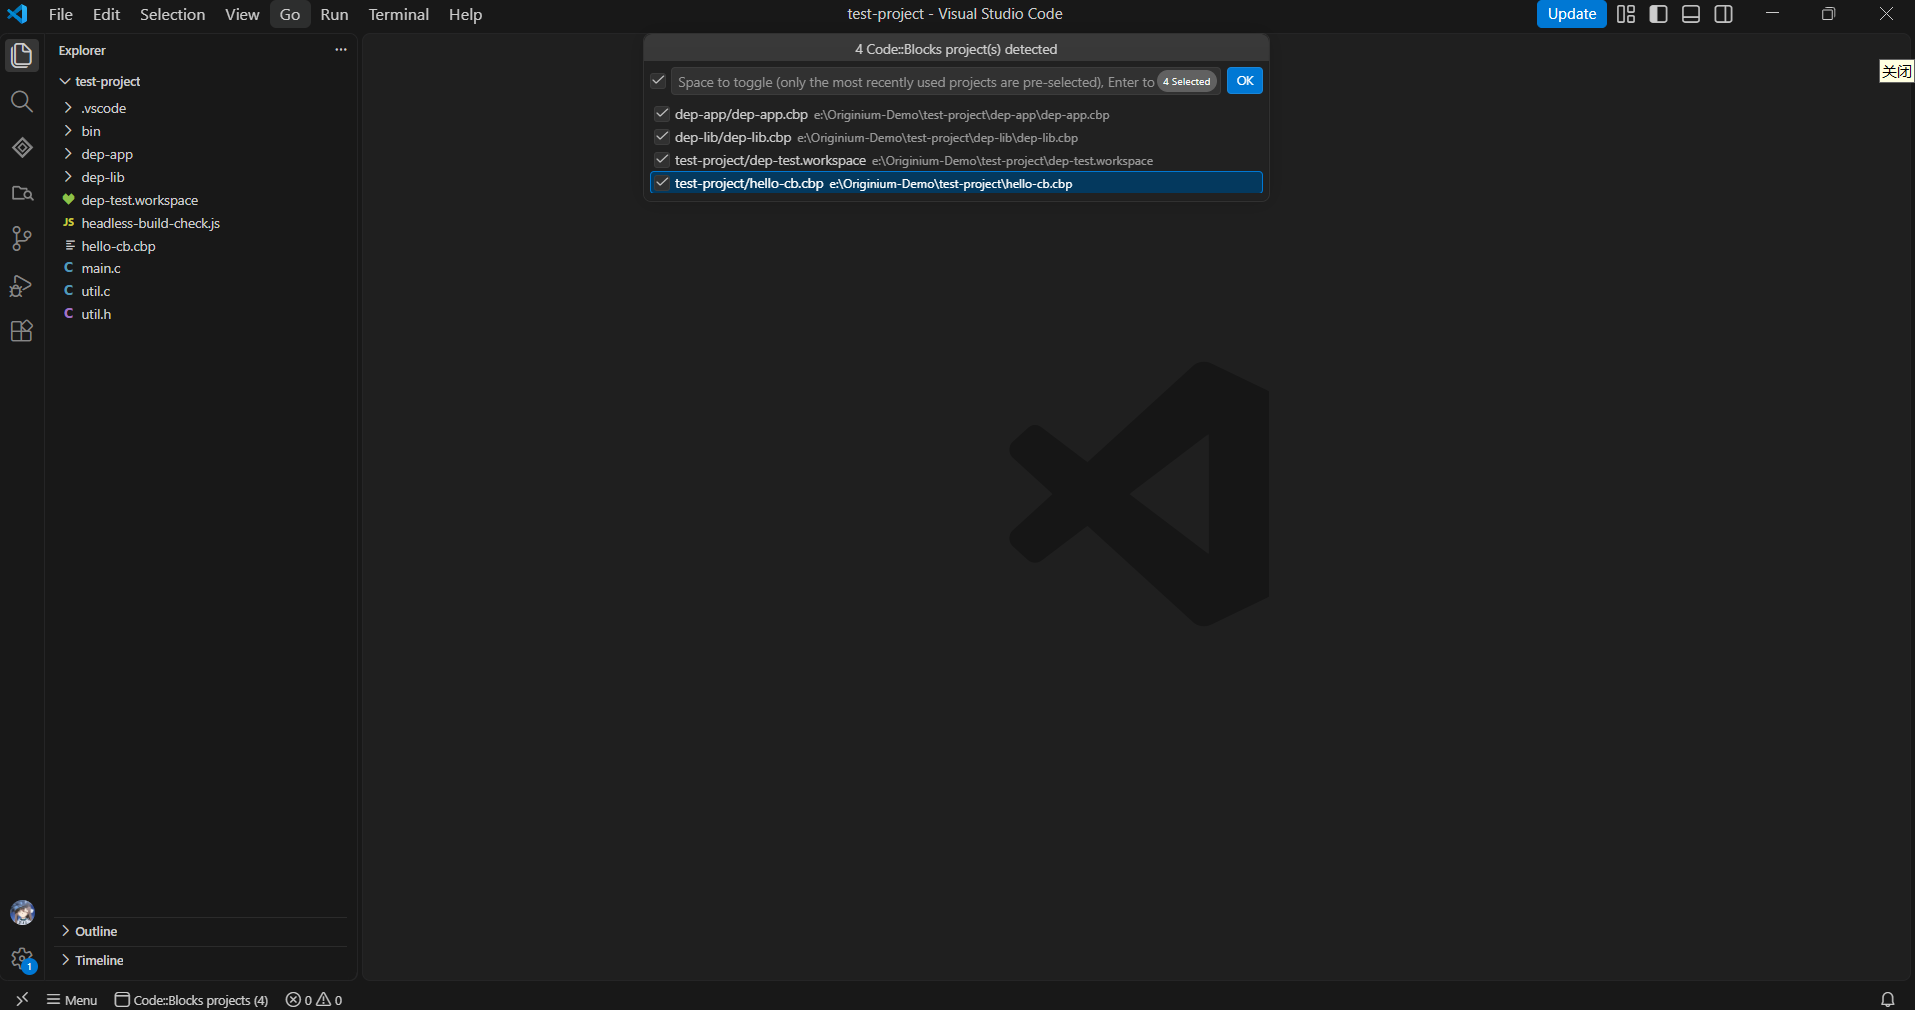 File Edit Selection View Go Run Terminal Help
test-project - Visual Studio Code
Update
关闭
Explorer
test-project
.vscode
bin
dep-app
dep-lib
dep-test.workspace
JS headless-build-check.js
hello-cb.cbp
C main.c
C util.c
C util.h
4 Code::Blocks project(s) detected
Space to toggle (only the most recently used projects are pre-selected), Enter to
4 Selected
OK
dep-app/dep-app.cbp e:\Originium-Demo\test-project\dep-app\dep-app.cbp
dep-lib/dep-lib.cbp e:\Originium-Demo\test-project\dep-lib\dep-lib.cbp
test-project/dep-test.workspace e:\Originium-Demo\test-project\dep-test.workspace
test-project/hello-cb.cbp e:\Originium-Demo\test-project\hello-cb.cbp
Outline
Timeline
1
Menu Code::Blocks projects (4) 0 0